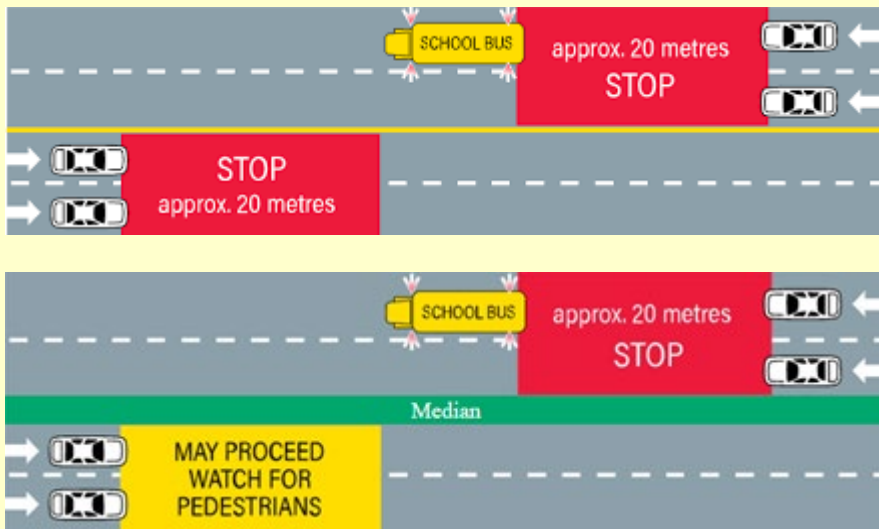 SCHOOL BUS
approx. 20 metres
STOP
STOP
approx. 20 metres
SCHOOL BUS
approx. 20 metres
STOP
Median
MAY PROCEED
WATCH FOR
PEDESTRIANS